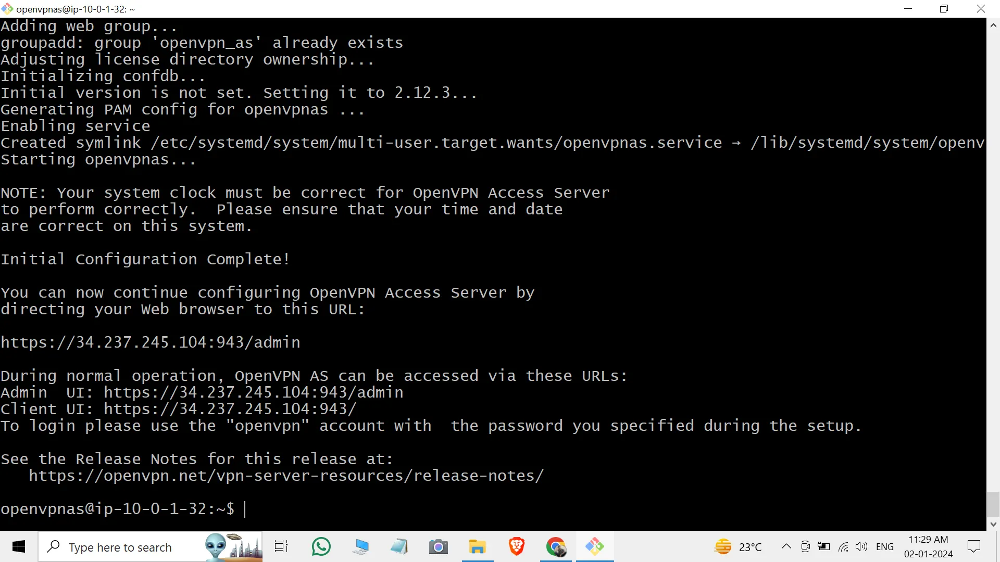 openvpnas@ip-10-0-1-32: ~
Adding web group...
groupadd: group 'openvpn_as' already exists
Adjusting license directory ownership...
Initializing confdb...
Initial version is not set. Setting it to 2.12.3...
Generating PAM config for openvpnas ...
Enabling service
Created symlink /etc/systemd/system/multi-user.target.wants/openvpnas.service → /lib/systemd/system/openv
Starting openvpnas...
NOTE: Your system clock must be correct for OpenVPN Access Server
to perform correctly.  Please ensure that your time and date
are correct on this system.
Initial Configuration Complete!
You can now continue configuring OpenVPN Access Server by
directing your Web browser to this URL:
https://34.237.245.104:943/admin
During normal operation, OpenVPN AS can be accessed via these URLs:
Admin  UI: https://34.237.245.104:943/admin
Client UI: https://34.237.245.104:943/
To login please use the "openvpn" account with  the password you specified during the setup.
See the Release Notes for this release at:
   https://openvpn.net/vpn-server-resources/release-notes/
openvpnas@ip-10-0-1-32:~$
Type here to search
23°C
ENG
11:29 AM
02-01-2024